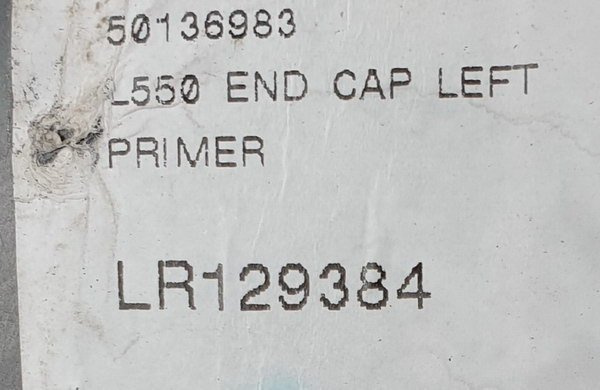 50136983
L550 END CAP LEFT
PRIMER
LR129384